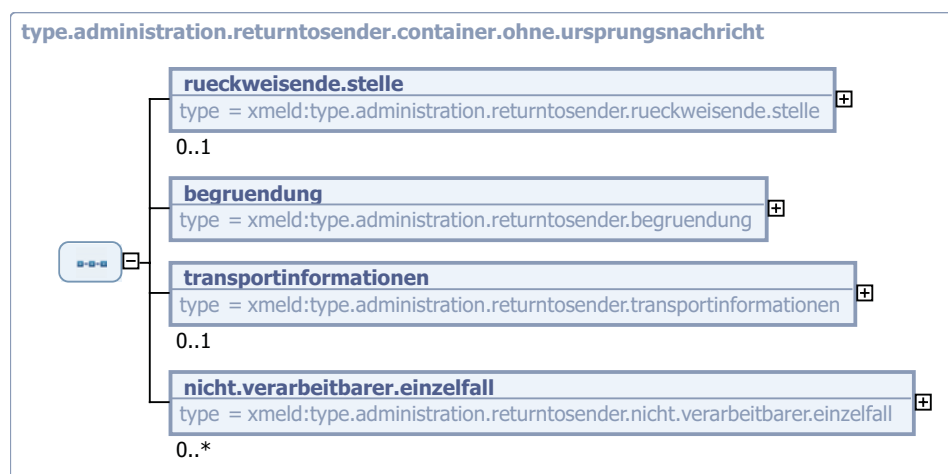 type.administration.returntosender.container.ohne.ursprungsnachricht
rueckweisende.stelle
type = xmeld:type.administration.returntosender.rueckweisende.stelle
0..1
begruendung
type = xmeld:type.administration.returntosender.begruendung
transportinformationen
type = xmeld:type.administration.returntosender.transportinformationen
0..1
nicht.verarbeitbarer.einzelfall
type = xmeld:type.administration.returntosender.nicht.verarbeitbarer.einzelfall
0..*